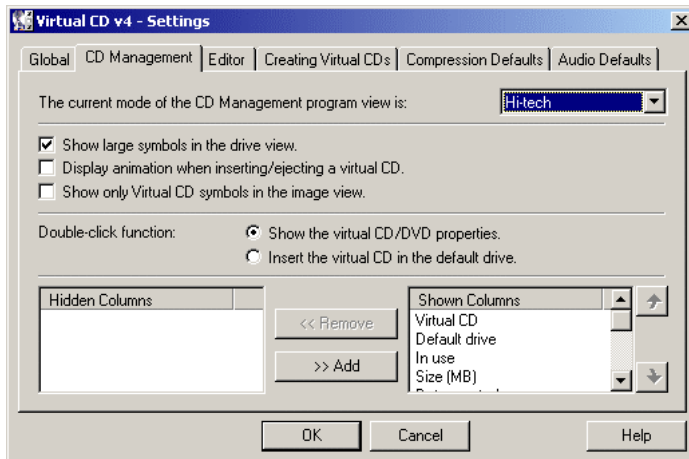 Virtual CD v4 - Settings
Global CD Management Editor Creating Virtual CDs Compression Defaults Audio Defaults
The current mode of the CD Management program view is: Hi-tech
Show large symbols in the drive view.
Display animation when inserting/ejecting a virtual CD.
Show only Virtual CD symbols in the image view.
Double-click function: Show the virtual CD/DVD properties.
Insert the virtual CD in the default drive.
Hidden Columns
<< Remove
>> Add
Shown Columns
Virtual CD
Default drive
In use
Size (MB)
OK Cancel Help